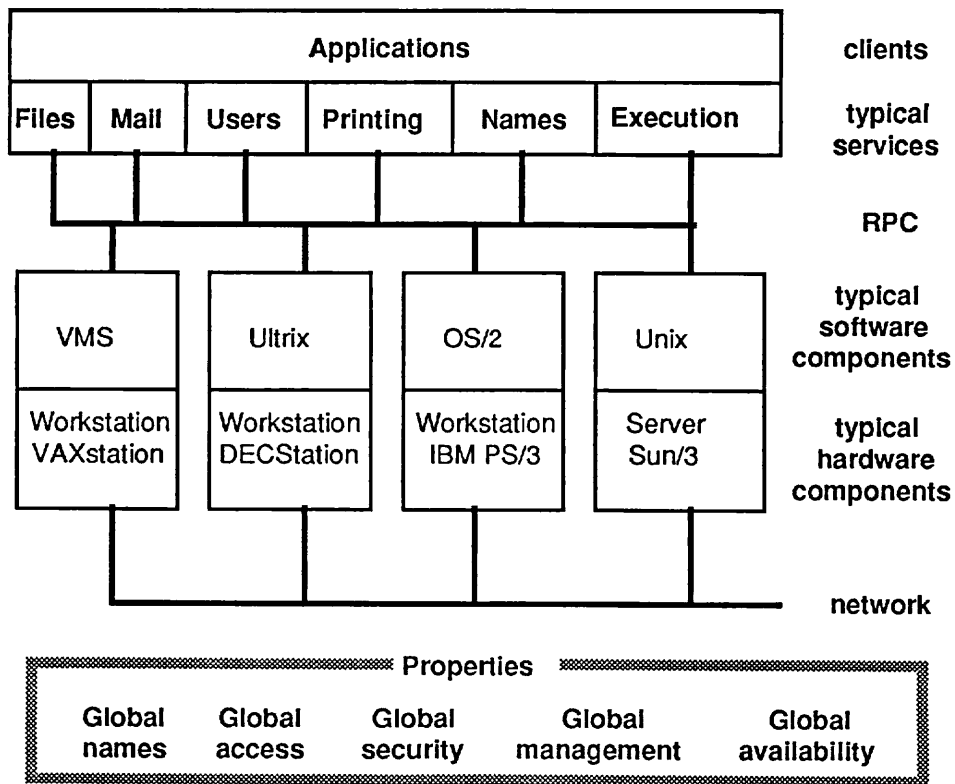 Applications
clients
Files Mail Users Printing Names Execution
typical
services
RPC
VMS
Ultrix
OS/2
Unix
typical
software
components
Workstation
VAXstation
Workstation
DECStation
Workstation
IBM PS/3
Server
Sun/3
typical
hardware
components
network
Properties
Global
names
Global
access
Global
security
Global
management
Global
availability